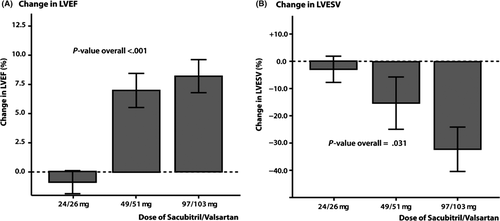 (A) Change in LVEF
12.5
10.0
7.5
5.0
2.5
0.0
Change in LVEF (%)
P-value overall <.001
24/26 mg 49/51 mg 97/103 mg
Dose of Sacubitril/Valsartan
(B) Change in LVESV
+10.0
0.0
-10.0
-20.0
-30.0
-40.0
Change in LVESV (%)
P-value overall = .031
24/26 mg 49/51 mg 97/103 mg
Dose of Sacubitril/Valsartan